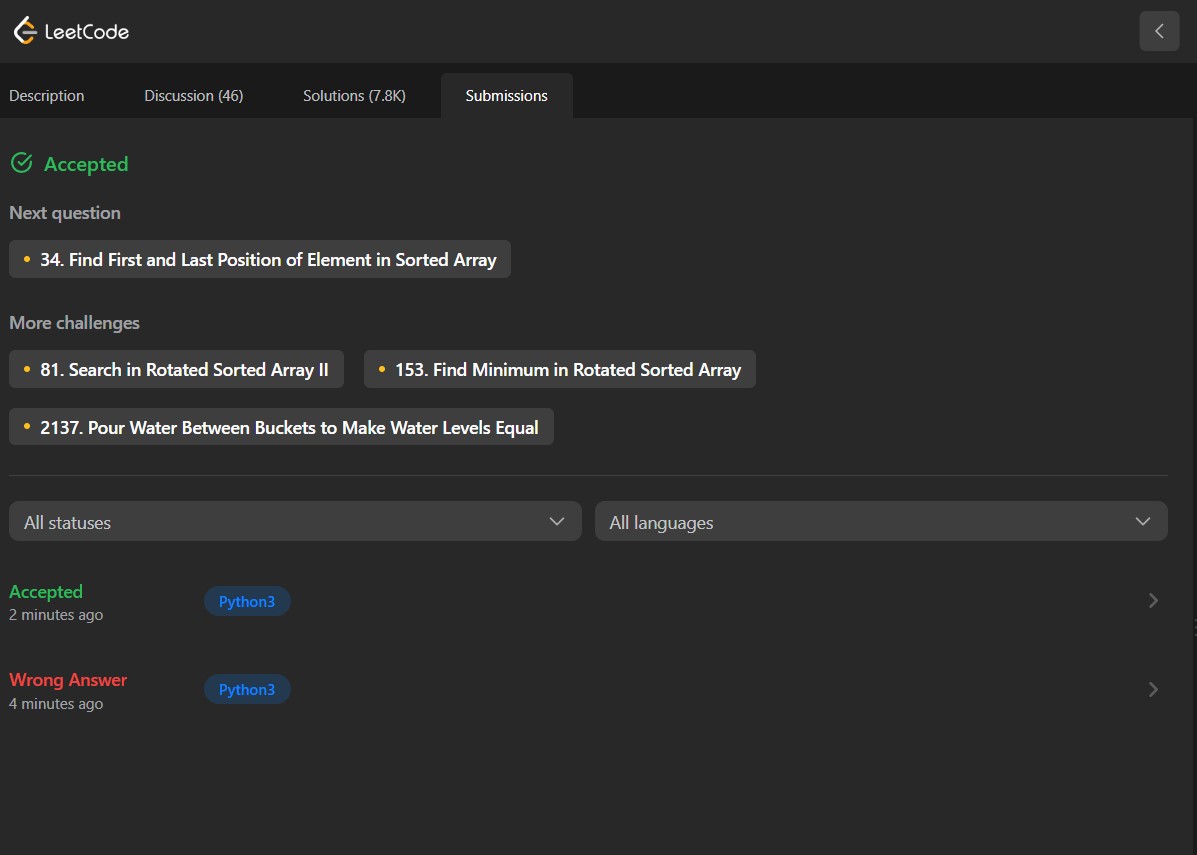 LeetCode
Description Discussion (46) Solutions (7.8K) Submissions
Accepted
Next question
34. Find First and Last Position of Element in Sorted Array
More challenges
81. Search in Rotated Sorted Array II 153. Find Minimum in Rotated Sorted Array
2137. Pour Water Between Buckets to Make Water Levels Equal
All statuses All languages
Accepted
2 minutes ago Python3
Wrong Answer
4 minutes ago Python3